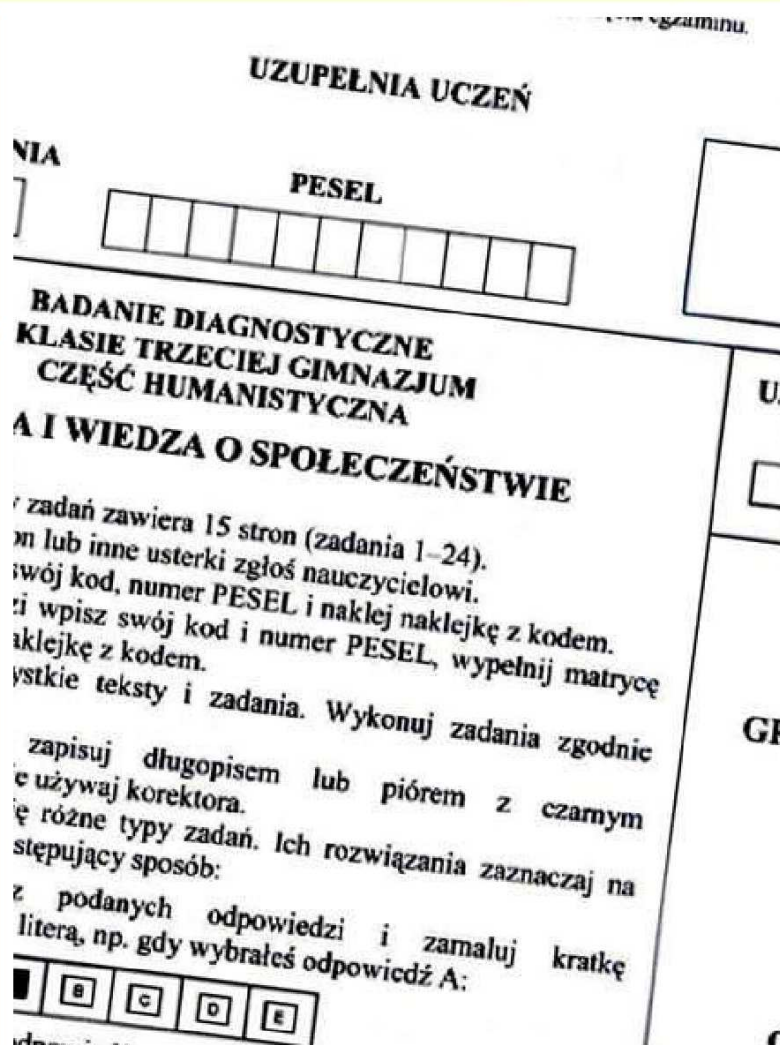 egzaminu.
UZUPEŁNIA UCZEŃ
NIA
PESEL
BADANIE DIAGNOSTYCZNE
KLASIE TRZECIEJ GIMNAZJUM
CZĘŚĆ HUMANISTYCZNA
A I WIEDZA O SPOŁECZEŃSTWIE
U
y zadań zawiera 15 stron (zadania 1–24).
on lub inne usterki zgłoś nauczycielowi.
swój kod, numer PESEL i naklej naklejkę z kodem.
zi wpisz swój kod i numer PESEL, wypełnij matrycę
aklejkę z kodem.
ystkie teksty i zadania. Wykonuj zadania zgodnie
GR
zapisuj długopisem lub piórem z czarnym
e używaj korektora.
ę różne typy zadań. Ich rozwiązania zaznaczaj na
stępujący sposób:
z podanych odpowiedzi i zamaluj kratkę
literą, np. gdy wybrałeś odpowiedź A:
B C D E